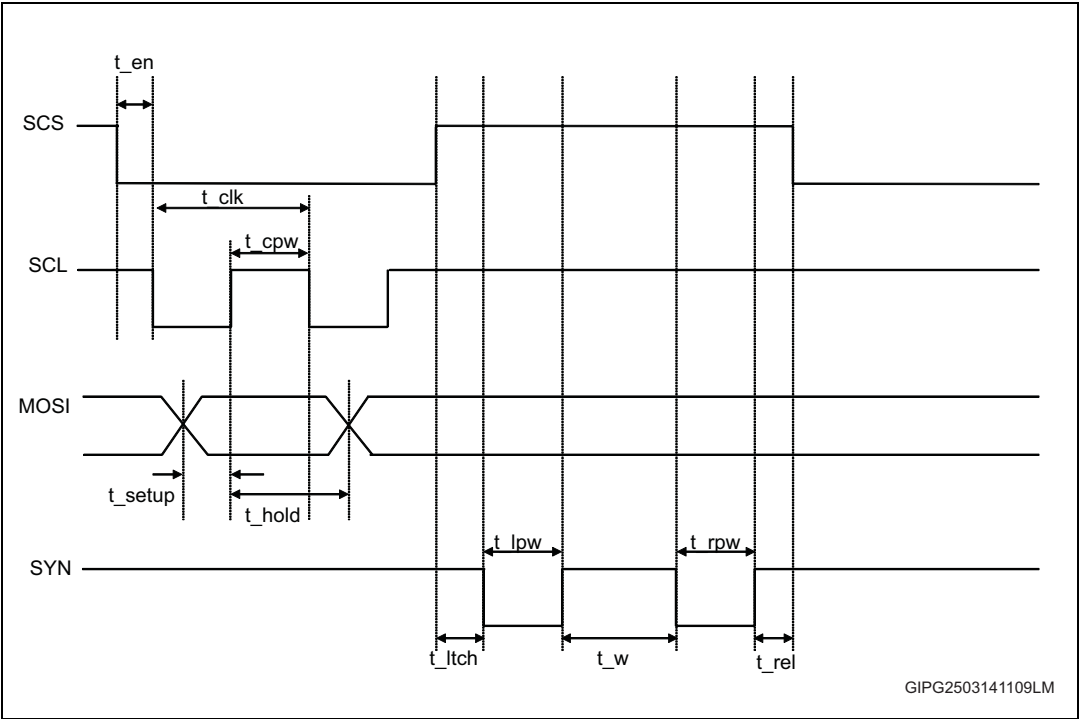 t_en
SCS
t_clk
t_cpw
SCL
MOSI
t_setup
t_hold
t_lpw
t_rpw
SYN
t_ltch
t_w
t_rel
GIPG2503141109LM